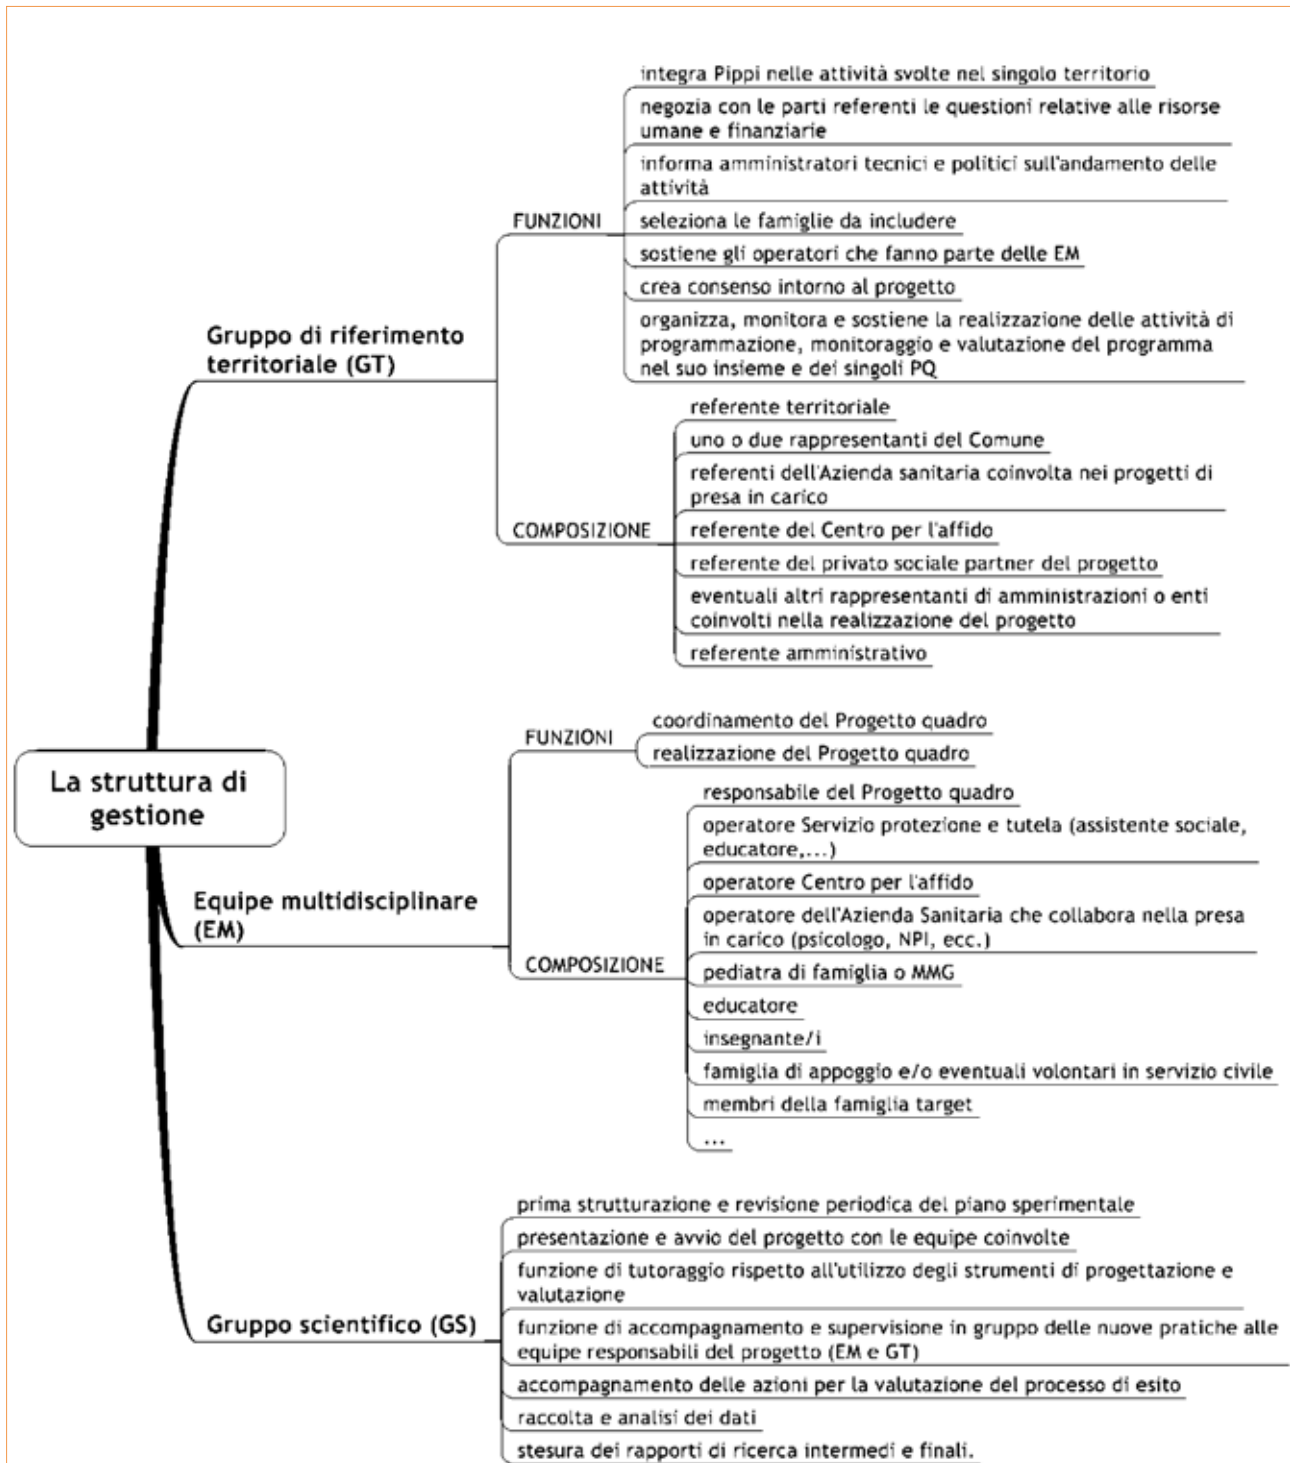 integra Pippi nelle attività svolte nel singolo territorio
negozia con le parti referenti le questioni relative alle risorse
umane e finanziarie
informa amministratori tecnici e politici sull'andamento delle
attività
FUNZIONI
seleziona le famiglie da includere
sostiene gli operatori che fanno parte delle EM
crea consenso intorno al progetto
organizza, monitora e sostiene la realizzazione delle attività di
programmazione, monitoraggio e valutazione del programma
nel suo insieme e dei singoli PQ
Gruppo di riferimento
territoriale (GT)
referente territoriale
uno o due rappresentanti del Comune
referenti dell'Azienda sanitaria coinvolta nei progetti di
presa in carico
COMPOSIZIONE
referente del Centro per l'affido
referente del privato sociale partner del progetto
eventuali altri rappresentanti di amministrazioni o enti
coinvolti nella realizzazione del progetto
referente amministrativo
FUNZIONI
coordinamento del Progetto quadro
realizzazione del Progetto quadro
La struttura di
gestione
responsabile del Progetto quadro
operatore Servizio protezione e tutela (assistente sociale,
educatore,...)
operatore Centro per l'affido
Equipe multidisciplinare
(EM)
operatore dell'Azienda Sanitaria che collabora nella presa
in carico (psicologo, NPI, ecc.)
COMPOSIZIONE
pediatra di famiglia o MMG
educatore
insegnante/i
famiglia di appoggio e/o eventuali volontari in servizio civile
membri della famiglia target
...
prima strutturazione e revisione periodica del piano sperimentale
presentazione e avvio del progetto con le equipe coinvolte
funzione di tutoraggio rispetto all'utilizzo degli strumenti di progettazione e
valutazione
Gruppo scientifico (GS)
funzione di accompagnamento e supervisione in gruppo delle nuove pratiche alle
equipe responsabili del progetto (EM e GT)
accompagnamento delle azioni per la valutazione del processo di esito
raccolta e analisi dei dati
stesura dei rapporti di ricerca intermedi e finali.